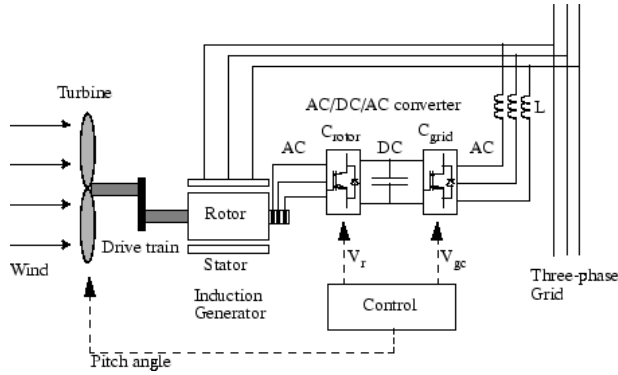 Turbine
AC/DC/AC converter
L
AC
Crotor
DC
Cgrid
AC
Rotor
Drive train
Wind
Stator
Induction
Generator
Vr
Vgc
Control
Three-phase
Grid
Pitch angle